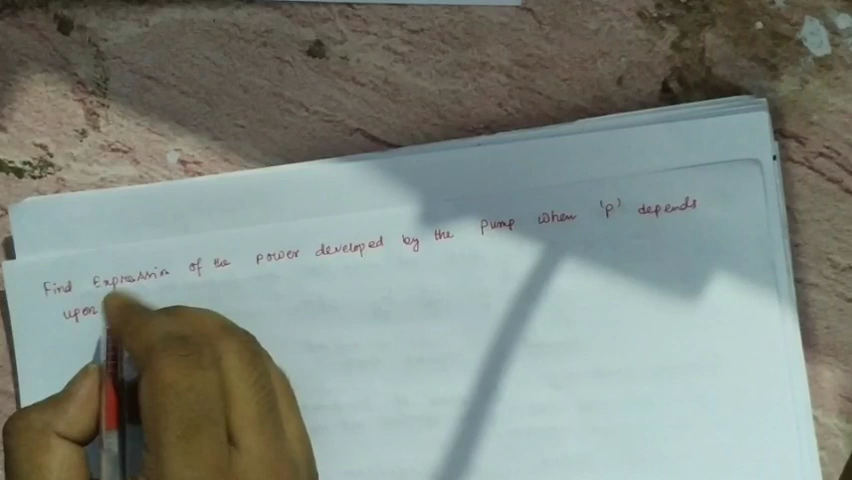 Find Expression of the power developed by the pump when 'p' depends
upon